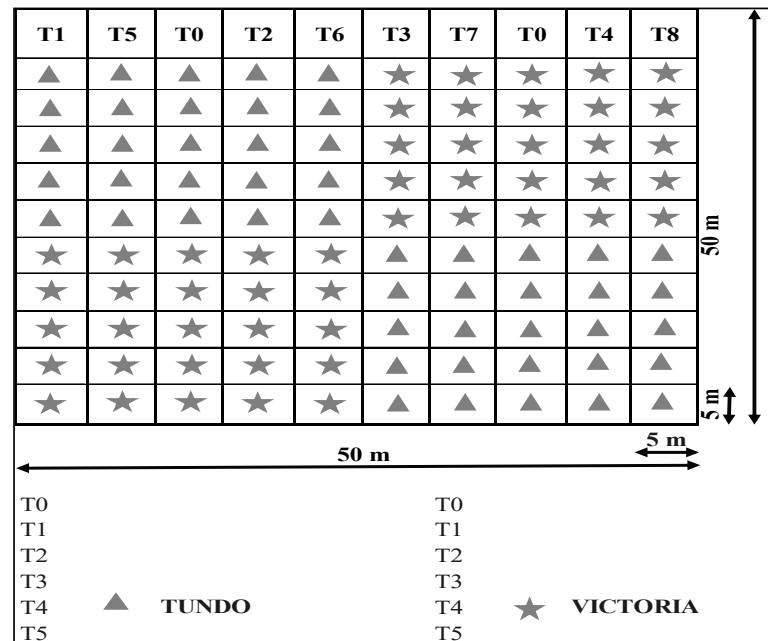 T1 T5 T0 T2 T6 T3 T7 T0 T4 T8
50 m
5 m
5 m
50 m
T0 T0
T1 T1
T2 T2
T3 T3
T4 TUNDO T4 VICTORIA
T5 T5